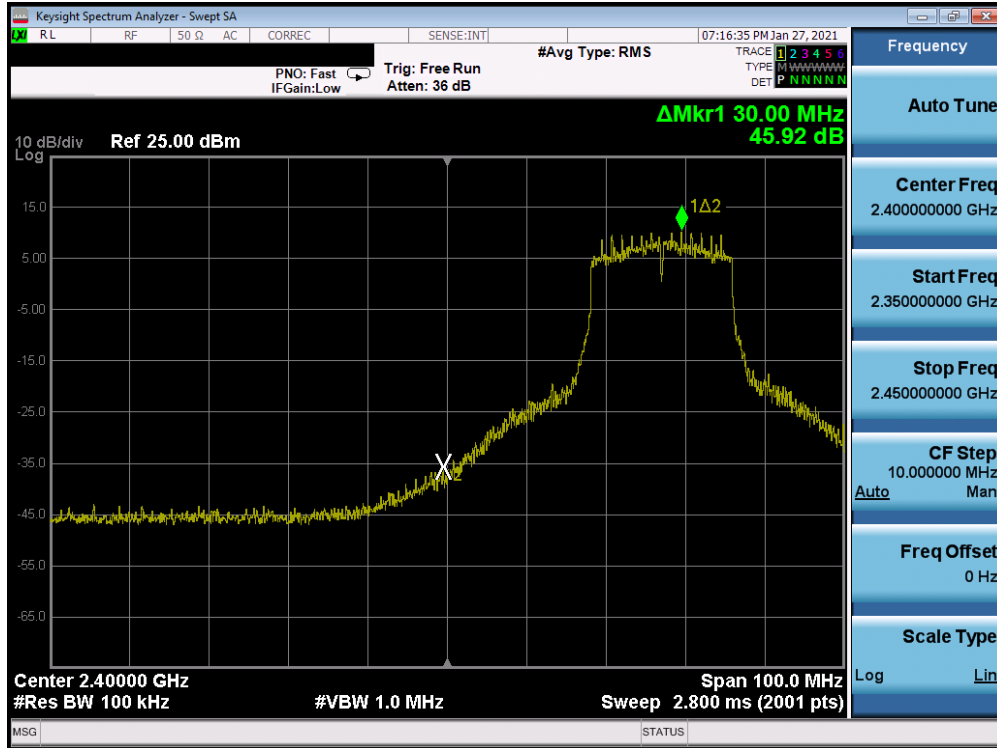 Keysight Spectrum Analyzer - Swept SA
LXI RL RF 50 Ω AC CORREC SENSE:INT 07:16:35 PM Jan 27, 2021
#Avg Type: RMS
TRACE 1 2 3 4 5 6
PNO: Fast Trig: Free Run
TYPE M WWWWW
IFGain:Low Atten: 36 dB
DET P N N N N N
ΔMkr1 30.00 MHz
45.92 dB
10 dB/div Ref 25.00 dBm
Log
15.0
1Δ2
5.00
-5.00
-15.0
-25.0
-35.0
X2
-45.0
-55.0
-65.0
Center 2.40000 GHz Span 100.0 MHz
#Res BW 100 kHz #VBW 1.0 MHz Sweep 2.800 ms (2001 pts)
MSG STATUS
Frequency
Auto Tune
Center Freq
2.400000000 GHz
Start Freq
2.350000000 GHz
Stop Freq
2.450000000 GHz
CF Step
10.000000 MHz
Auto Man
Freq Offset
0 Hz
Scale Type
Log Lin